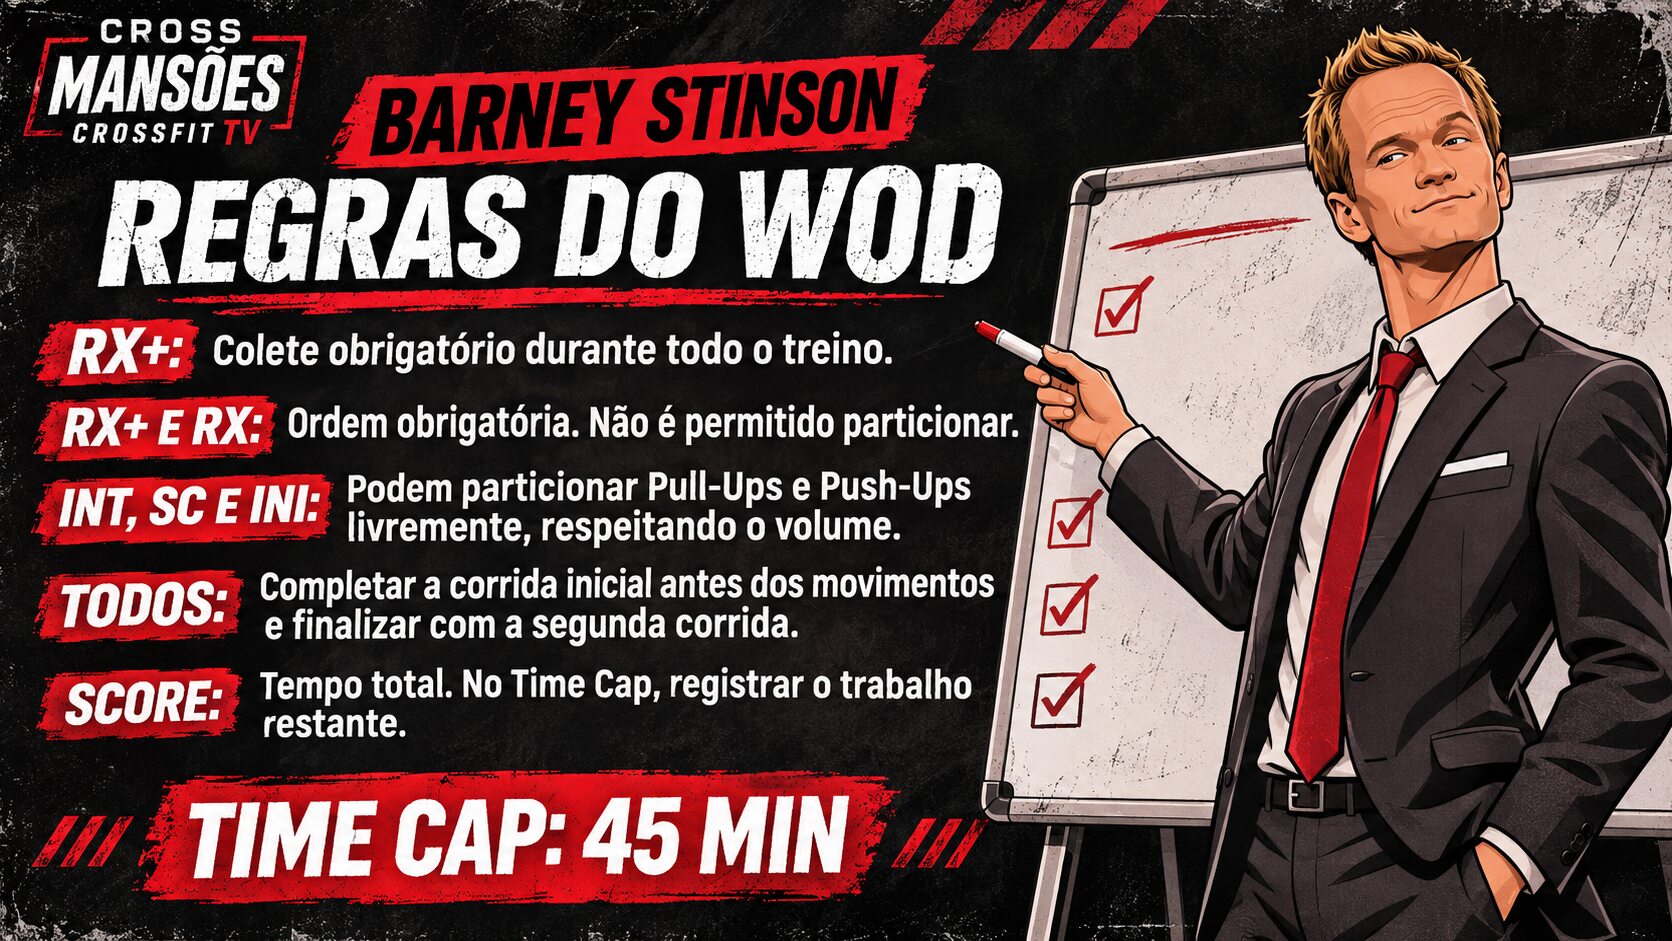 CROSS
MANSÕES
CROSSFIT TV
BARNEY STINSON
REGRAS DO WOD
RX+: Colete obrigatório durante todo o treino.
RX+ E RX: Ordem obrigatória. Não é permitido particionar.
INT, SC E INI: Podem particionar Pull-Ups e Push-Ups
livremente, respeitando o volume.
TODOS: Completar a corrida inicial antes dos movimentos
e finalizar com a segunda corrida.
SCORE: Tempo total. No Time Cap, registrar o trabalho
restante.
TIME CAP: 45 MIN